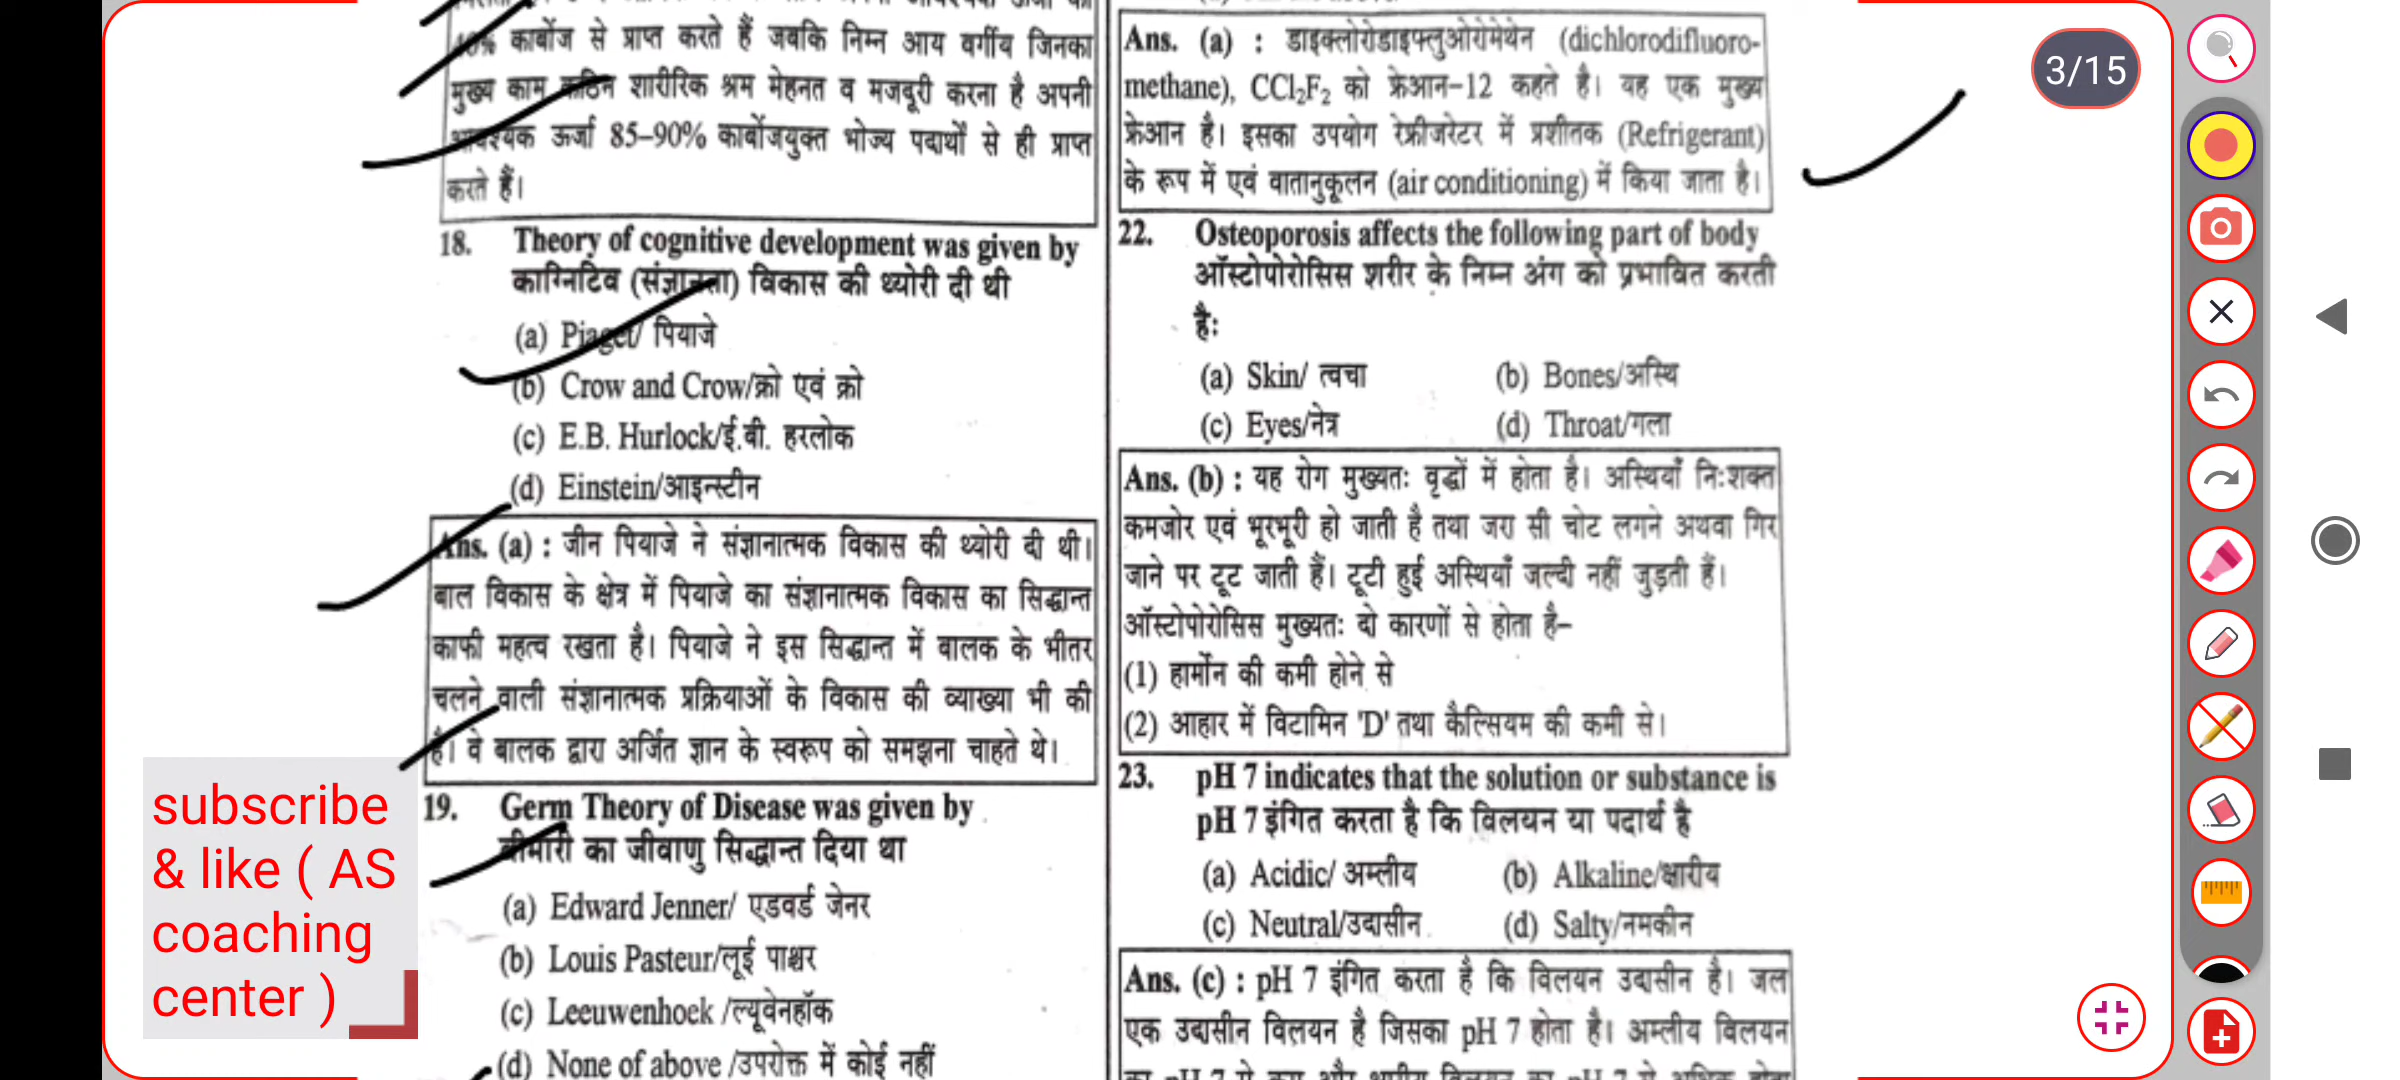 40% कार्बोज से प्राप्त करते हैं जबकि निम्न आय वर्गीय जिनका
मुख्य काम कठिन शारीरिक श्रम मेहनत व मजदूरी करना है अपनी
आवश्यक ऊर्जा 85–90% कार्बोजयुक्त भोज्य पदार्थों से ही प्राप्त
करते हैं।
18. Theory of cognitive development was given by
काग्निटिव (संज्ञानता) विकास की थ्योरी दी थी
(a) Piaget/ पियाजे
(b) Crow and Crow/क्रो एवं क्रो
(c) E.B. Hurlock/ई.बी. हरलोक
(d) Einstein/आइन्स्टीन
Ans. (a) : जीन पियाजे ने संज्ञानात्मक विकास की थ्योरी दी थी।
बाल विकास के क्षेत्र में पियाजे का संज्ञानात्मक विकास का सिद्धान्त
काफी महत्व रखता है। पियाजे ने इस सिद्धान्त में बालक के भीतर
चलने वाली संज्ञानात्मक प्रक्रियाओं के विकास की व्याख्या भी की
है। वे बालक द्वारा अर्जित ज्ञान के स्वरूप को समझना चाहते थे।
19. Germ Theory of Disease was given by
बीमारी का जीवाणु सिद्धान्त दिया था
(a) Edward Jenner/ एडवर्ड जेनर
(b) Louis Pasteur/लूई पाश्चर
(c) Leeuwenhoek /ल्यूवेनहॉक
(d) None of above /उपरोक्त में कोई नहीं
Ans. (a) : डाइक्लोरोडाइफ्लुओरोमेथेन (dichlorodifluoro-
methane), CCl₂F₂ को फ्रेआन–12 कहते है। यह एक मुख्य
फ्रेआन है। इसका उपयोग रेफ्रीजरेटर में प्रशीतक (Refrigerant)
के रूप में एवं वातानुकूलन (air conditioning) में किया जाता है।
22. Osteoporosis affects the following part of body
ऑस्टोपोरोसिस शरीर के निम्न अंग को प्रभावित करती
है:
(a) Skin/ त्वचा (b) Bones/अस्थि
(c) Eyes/नेत्र (d) Throat/गला
Ans. (b) : यह रोग मुख्यतः वृद्धों में होता है। अस्थियाँ निःशक्त
कमजोर एवं भूरभूरी हो जाती है तथा जरा सी चोट लगने अथवा गिर
जाने पर टूट जाती हैं। टूटी हुई अस्थियाँ जल्दी नहीं जुड़ती हैं।
ऑस्टोपोरोसिस मुख्यतः दो कारणों से होता है–
(1) हार्मोन की कमी होने से
(2) आहार में विटामिन 'D' तथा कैल्सियम की कमी से।
23. pH 7 indicates that the solution or substance is
pH 7 इंगित करता है कि विलयन या पदार्थ है
(a) Acidic/ अम्लीय (b) Alkaline/क्षारीय
(c) Neutral/उदासीन (d) Salty/नमकीन
Ans. (c) : pH 7 इंगित करता है कि विलयन उदासीन है। जल
एक उदासीन विलयन है जिसका pH 7 होता है। अम्लीय विलयन
3/15
subscribe
& like ( AS
coaching
center )